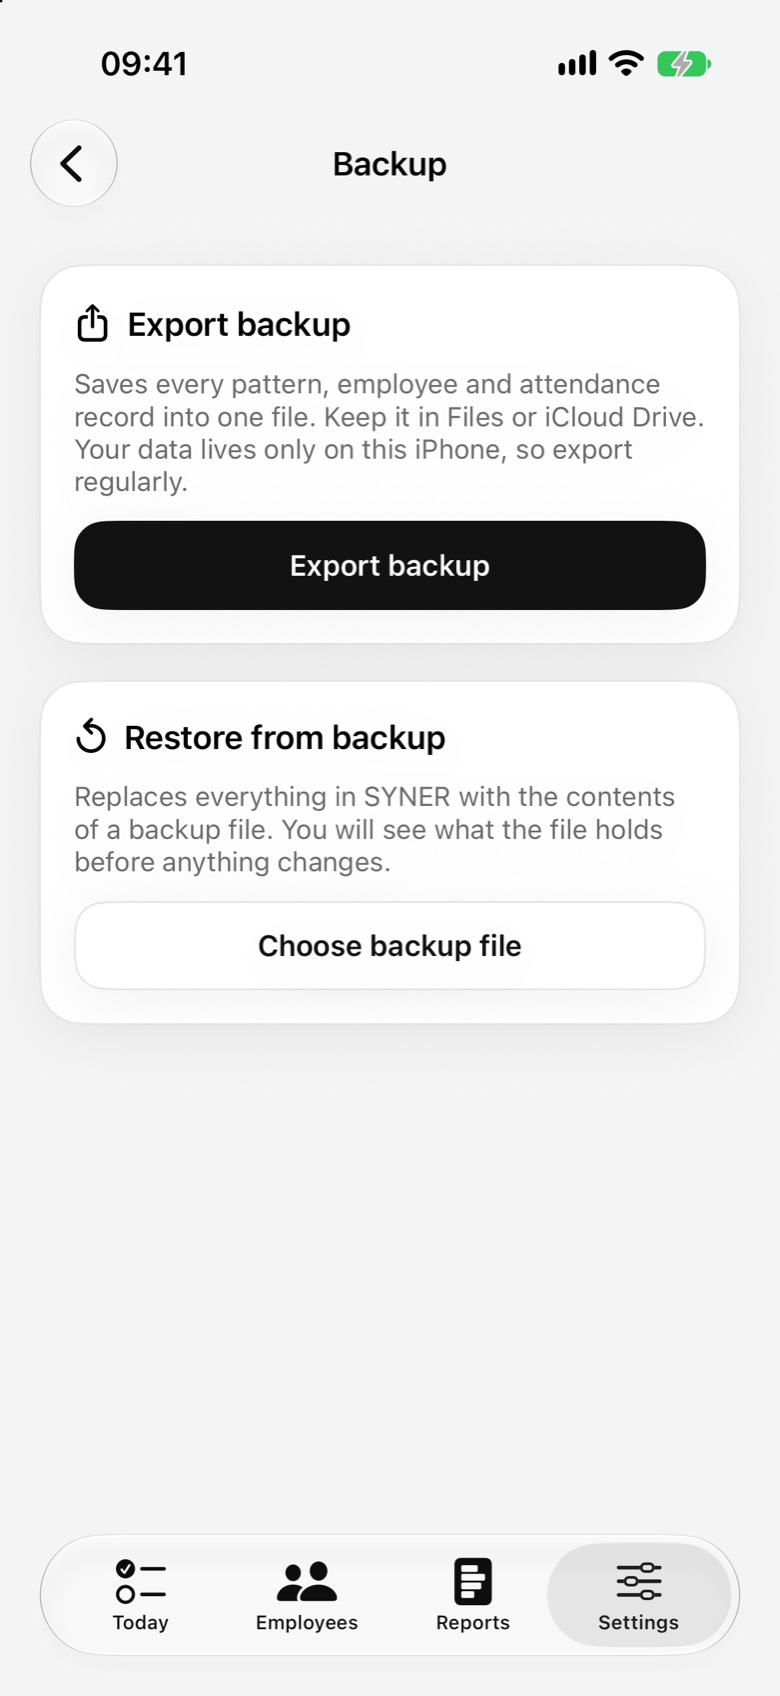 09:41
Backup
Export backup
Saves every pattern, employee and attendance
record into one file. Keep it in Files or iCloud Drive.
Your data lives only on this iPhone, so export
regularly.
Export backup
Restore from backup
Replaces everything in SYNER with the contents
of a backup file. You will see what the file holds
before anything changes.
Choose backup file
Today
Employees
Reports
Settings